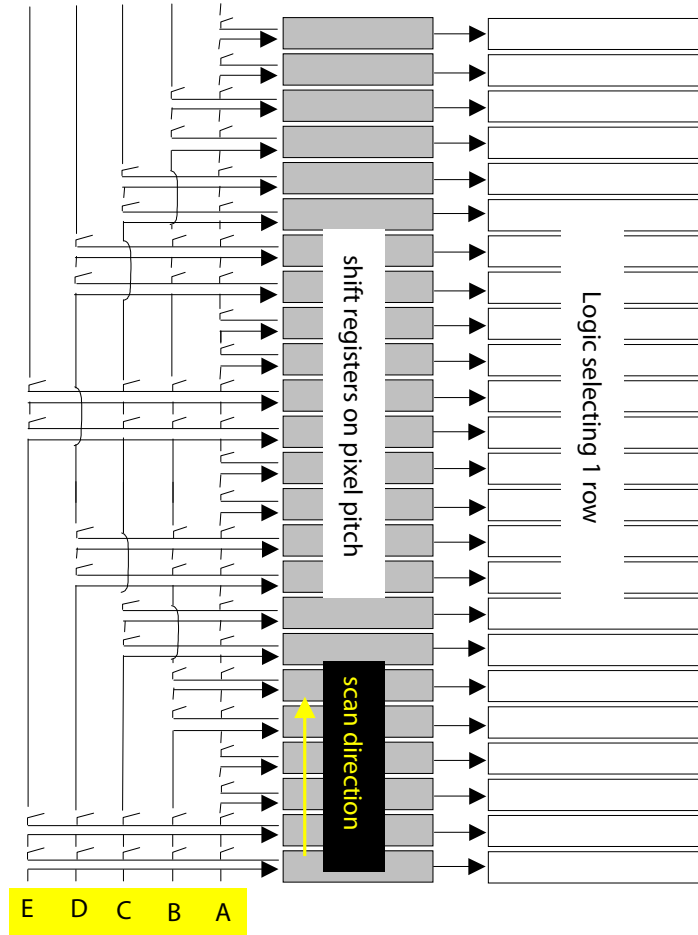 shift registers on pixel pitch
Logic selecting 1 row
scan direction
E D C B A